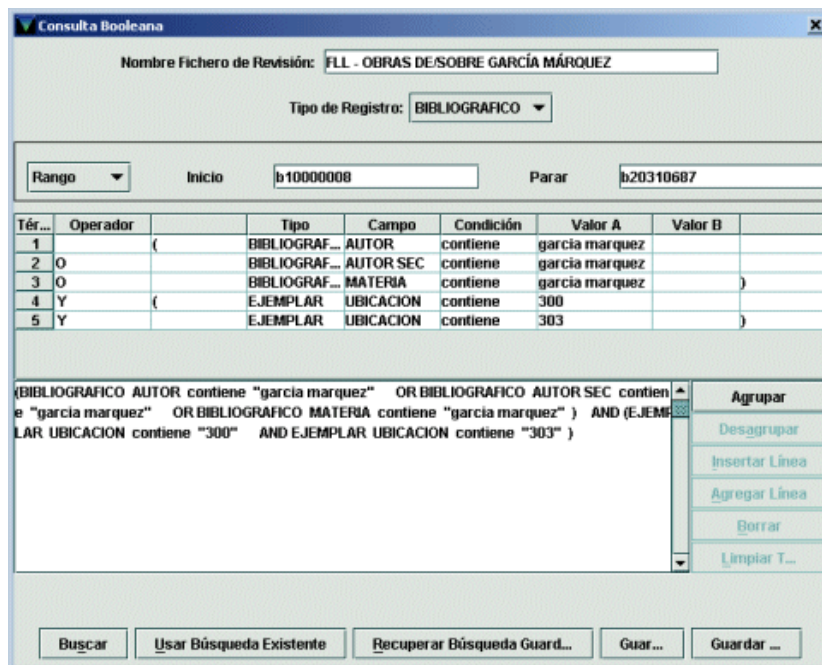 Consulta Booleana
Nombre Fichero de Revisión: FLL - OBRAS DE/SOBRE GARCÍA MÁRQUEZ
Tipo de Registro: BIBLIOGRAFICO
Rango Inicio b10000008 Parar b20310687
Tér... Operador Tipo Campo Condición Valor A Valor B
1 ( BIBLIOGRAF... AUTOR contiene garcia marquez
2 O BIBLIOGRAF... AUTOR SEC contiene garcia marquez
3 O BIBLIOGRAF... MATERIA contiene garcia marquez )
4 Y ( EJEMPLAR UBICACION contiene 300
5 Y EJEMPLAR UBICACION contiene 303 )
(BIBLIOGRAFICO AUTOR contiene "garcia marquez" OR BIBLIOGRAFICO AUTOR SEC contien
e "garcia marquez" OR BIBLIOGRAFICO MATERIA contiene "garcia marquez" ) AND (EJEMP
LAR UBICACION contiene "300" AND EJEMPLAR UBICACION contiene "303" )
Agrupar
Desagrupar
Insertar Línea
Agregar Línea
Borrar
Limpiar T...
Buscar Usar Búsqueda Existente Recuperar Búsqueda Guard... Guar... Guardar ...